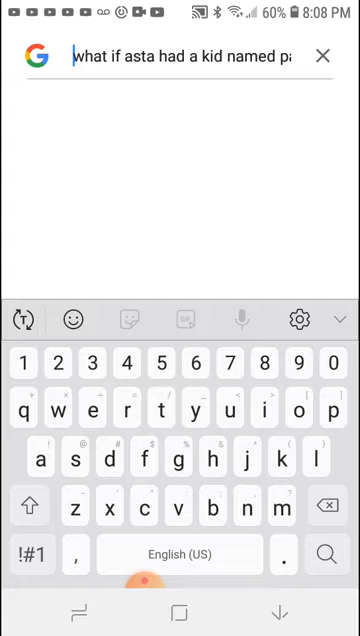 60% 8:08 PM
G what if asta had a kid named pa
T
GIF
1 2 3 4 5 6 7 8 9 0
+ × ÷ = / _ < > [ ]
q w e r t y u i o p
! @ # $ % ^ & * ( )
a s d f g h j k l
- ' " : ; , ?
z x c v b n m
!#1 , English (US) .